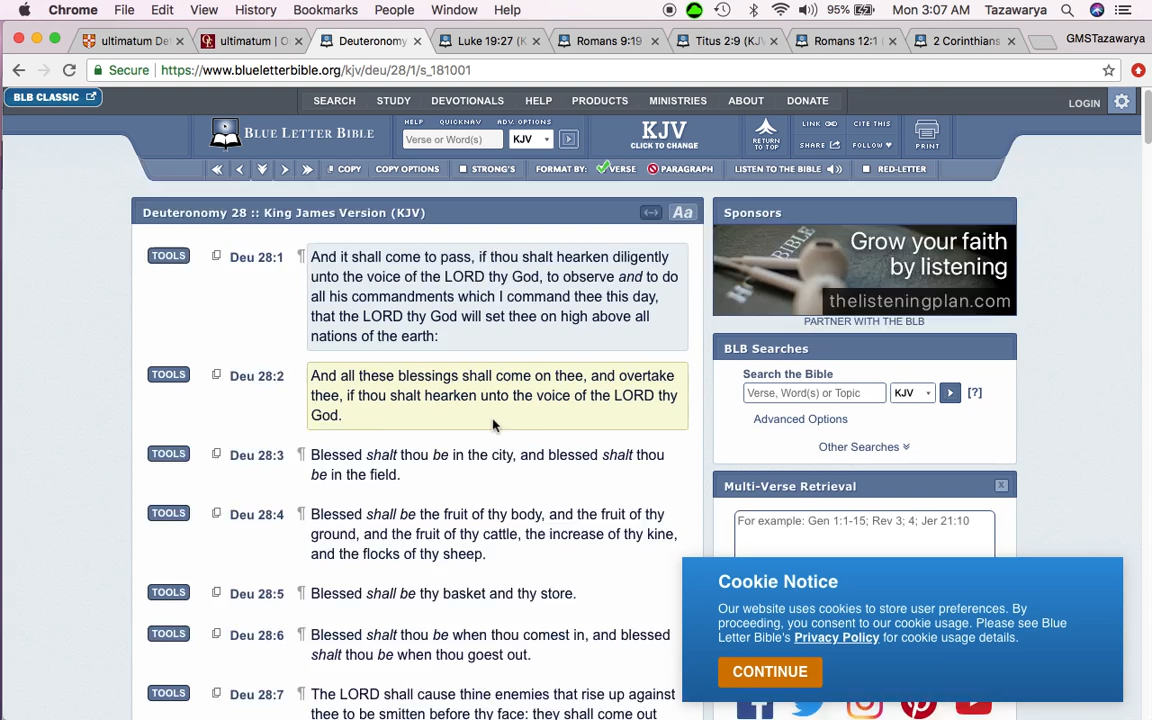 Chrome File Edit View History Bookmarks People Window Help 95% Mon 3:07 AM Tazawarya
ultimatum De
ultimatum | O
Deuteronomy
Luke 19:27 (K
Romans 9:19
Titus 2:9 (KJV
Romans 12:1 (
2 Corinthians
GMSTazawarya
Secure https://www.blueletterbible.org/kjv/deu/28/1/s_181001
BLB CLASSIC
SEARCH STUDY DEVOTIONALS HELP PRODUCTS MINISTRIES ABOUT DONATE LOGIN
BLUE LETTER BIBLE
HELP QUICKNAV ADV. OPTIONS
Verse or Word(s) KJV
KJV
CLICK TO CHANGE
RETURN
TO TOP
LINK CITE THIS
SHARE FOLLOW
PRINT
COPY COPY OPTIONS STRONG'S FORMAT BY: VERSE PARAGRAPH LISTEN TO THE BIBLE RED-LETTER
Deuteronomy 28 :: King James Version (KJV) Aa
TOOLS Deu 28:1 ¶ And it shall come to pass, if thou shalt hearken diligently
unto the voice of the LORD thy God, to observe and to do
all his commandments which I command thee this day,
that the LORD thy God will set thee on high above all
nations of the earth:
TOOLS Deu 28:2 And all these blessings shall come on thee, and overtake
thee, if thou shalt hearken unto the voice of the LORD thy
God.
TOOLS Deu 28:3 ¶ Blessed shalt thou be in the city, and blessed shalt thou
be in the field.
TOOLS Deu 28:4 ¶ Blessed shall be the fruit of thy body, and the fruit of thy
ground, and the fruit of thy cattle, the increase of thy kine,
and the flocks of thy sheep.
TOOLS Deu 28:5 ¶ Blessed shall be thy basket and thy store.
TOOLS Deu 28:6 ¶ Blessed shalt thou be when thou comest in, and blessed
shalt thou be when thou goest out.
TOOLS Deu 28:7 ¶ The LORD shall cause thine enemies that rise up against
thee to be smitten before thy face: they shall come out
Sponsors
BIBLE
Grow your faith
by listening
thelisteningplan.com
PARTNER WITH THE BLB
BLB Searches
Search the Bible
Verse, Word(s) or Topic KJV [?]
Advanced Options
Other Searches
Multi-Verse Retrieval x
For example: Gen 1:1-15; Rev 3; 4; Jer 21:10
Cookie Notice
Our website uses cookies to store user preferences. By
proceeding, you consent to our cookie usage. Please see Blue
Letter Bible's Privacy Policy for cookie usage details.
CONTINUE